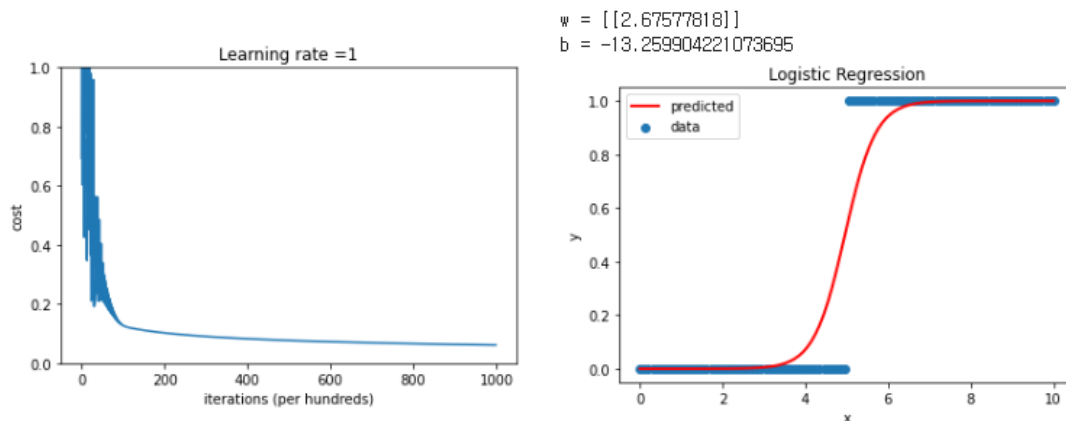 w = [[2.67577818]]
b = -13.259904221073695
Learning rate =1
1.0
0.8
0.6
0.4
0.2
0.0
cost
0
200
400
600
800
1000
iterations (per hundreds)
Logistic Regression
predicted
data
1.0
0.8
0.6
0.4
0.2
0.0
y
0
2
4
6
8
10
x